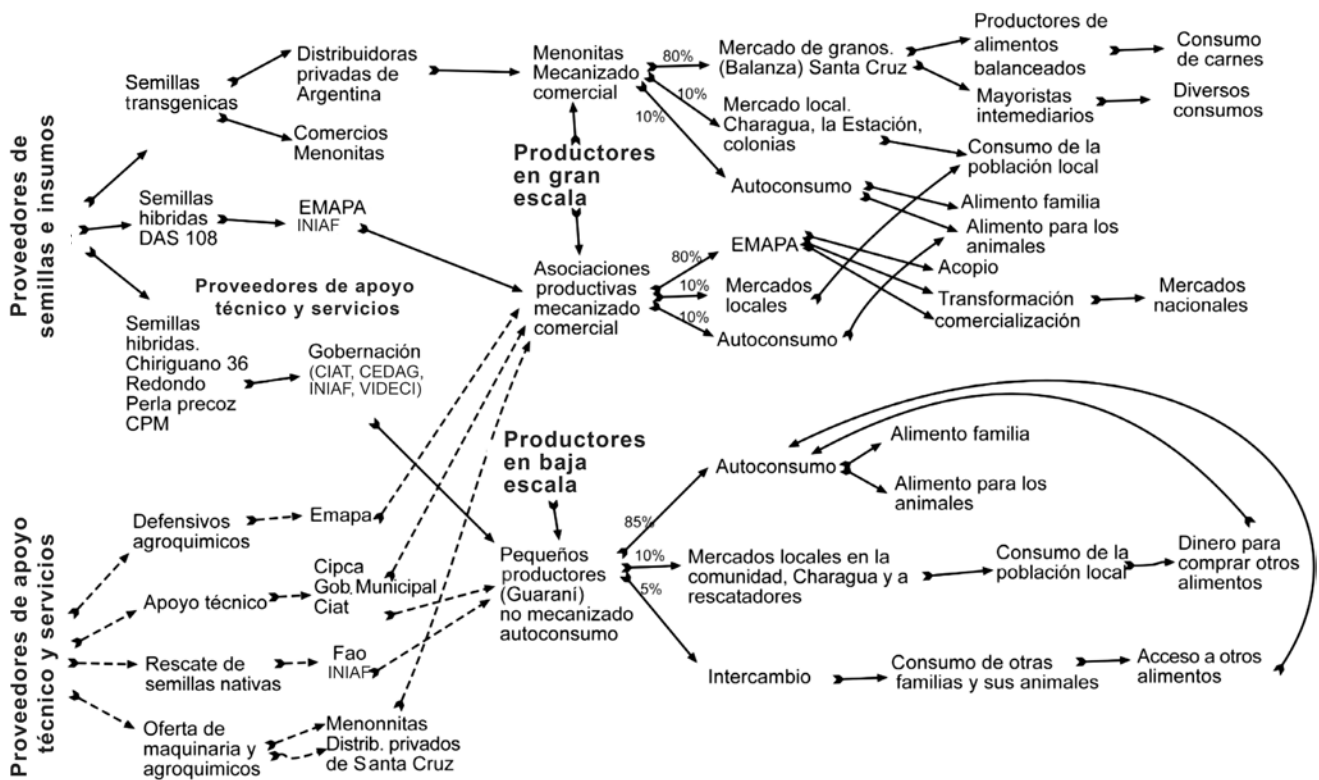 Proveedores de
semillas e insumos
Semillas
transgenicas
Distribuidoras
privadas de
Argentina
Comercios
Menonitas
Semillas
hibridas
DAS 108
EMAPA
INIAF
Proveedores de apoyo
técnico y servicios
Semillas
hibridas.
Chiriguano 36
Redondo
Perla precoz
CPM
Gobernación
(CIAT, CEDAG,
INIAF, VIDECI)
Menonitas
Mecanizado
comercial
Productores
en gran
escala
Asociaciones
productivas
mecanizado
comercial
80%
10%
10%
Mercado de granos.
(Balanza) Santa Cruz
Mercado local.
Charagua, la Estación,
colonias
Autoconsumo
Productores de
alimentos
balanceados
Mayoristas
intemediarios
Consumo
de carnes
Diversos
consumos
Consumo de la
población local
Alimento familia
Alimento para los
animales
80%
10%
10%
EMAPA
Mercados
locales
Autoconsumo
Acopio
Transformación
comercialización
Mercados
nacionales
Proveedores de apoyo
técnico y servicios
Defensivos
agroquimicos
Emapa
Apoyo técnico
Cipca
Gob. Municipal
Ciat
Rescate de
semillas nativas
Fao
INIAF
Oferta de
maquinaria y
agroquimicos
Menonnitas
Distrib. privados
de Santa Cruz
Productores
en baja
escala
Pequeños
productores
(Guaraní)
no mecanizado
autoconsumo
85%
10%
5%
Autoconsumo
Alimento familia
Alimento para los
animales
Mercados locales en la
comunidad, Charagua y a
rescatadores
Consumo de la
población local
Dinero para
comprar otros
alimentos
Intercambio
Consumo de otras
familias y sus animales
Acceso a otros
alimentos